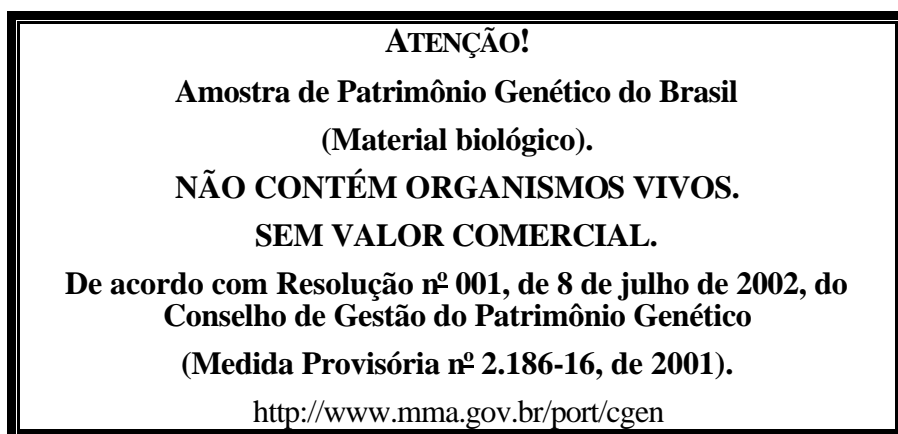 ATENÇÃO!
Amostra de Patrimônio Genético do Brasil
(Material biológico).
NÃO CONTÉM ORGANISMOS VIVOS.
SEM VALOR COMERCIAL.
De acordo com Resolução nº 001, de 8 de julho de 2002, do
Conselho de Gestão do Patrimônio Genético
(Medida Provisória nº 2.186-16, de 2001).
http://www.mma.gov.br/port/cgen